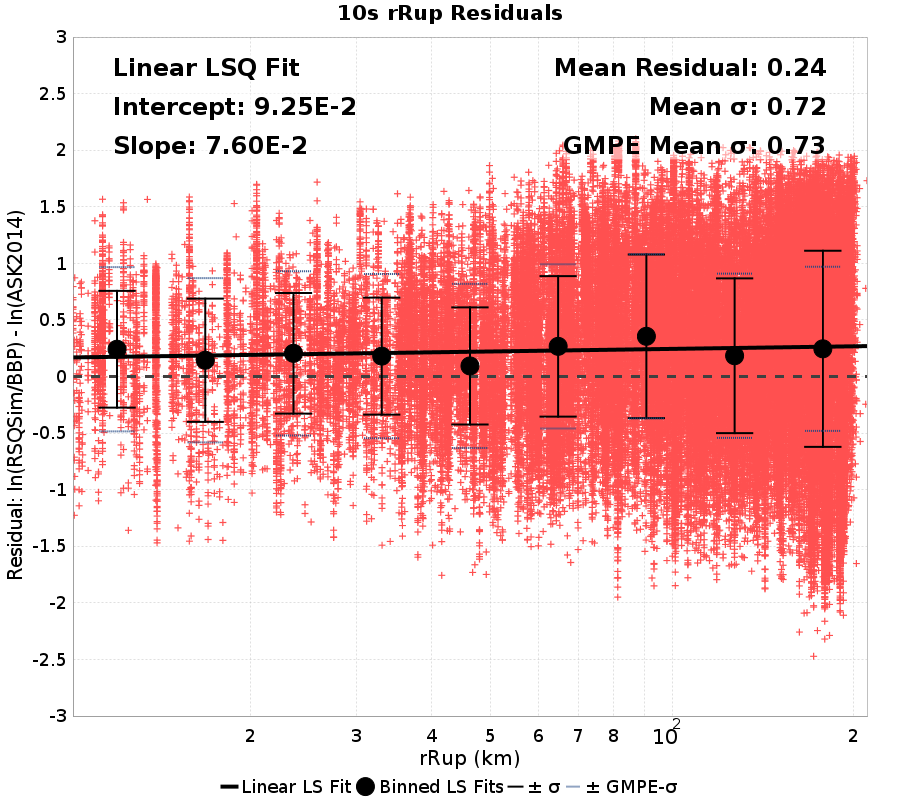 10s rRup Residuals
Linear LSQ Fit
Intercept: 9.25E-2
Slope: 7.60E-2
Mean Residual: 0.24
Mean σ: 0.72
GMPE Mean σ: 0.73
Residual: ln(RSQSim/BBP) - ln(ASK2014)
3
2.5
2
1.5
1
0.5
0
-0.5
-1
-1.5
-2
-2.5
-3
2 3 4 5 6 7 8 10² 2
rRup (km)
Linear LS Fit Binned LS Fits ± σ ± GMPE-σ